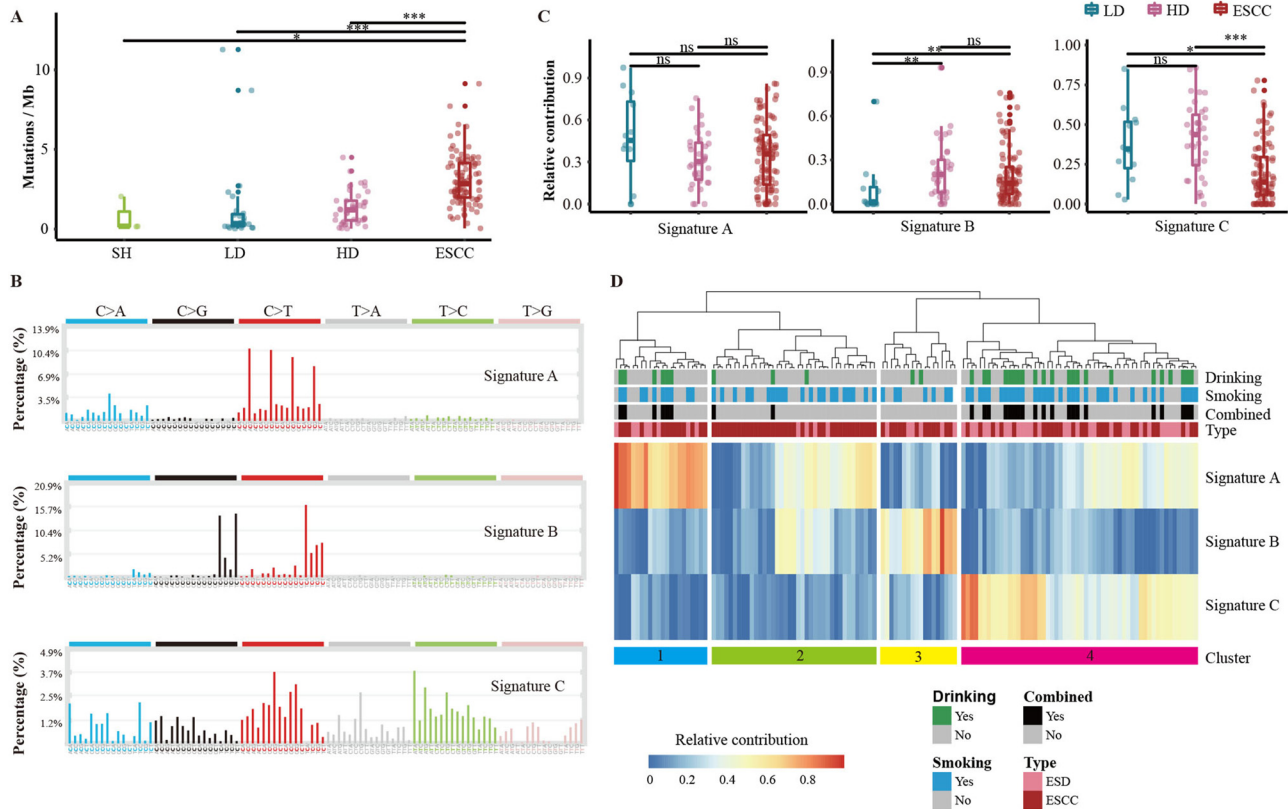 A
***
***
*
Mutations / Mb
10
5
0
SH LD HD ESCC
C
LD HD ESCC
Relative contribution
ns
ns
ns
0.9
0.6
0.3
0.0
Signature A
ns
**
**
0.9
0.6
0.3
0.0
Signature B
***
*
ns
1.00
0.75
0.50
0.25
0.00
Signature C
B
C>A C>G C>T T>A T>C T>G
Percentage (%)
13.9%
10.4%
6.9%
3.5%
Signature A
Percentage (%)
20.9%
15.7%
10.4%
5.2%
Signature B
Percentage (%)
4.9%
3.7%
2.5%
1.2%
Signature C
D
Drinking
Smoking
Combined
Type
Signature A
Signature B
Signature C
1 2 3 4 Cluster
Relative contribution
0 0.2 0.4 0.6 0.8
Drinking
Yes
No
Combined
Yes
No
Smoking
Yes
No
Type
ESD
ESCC